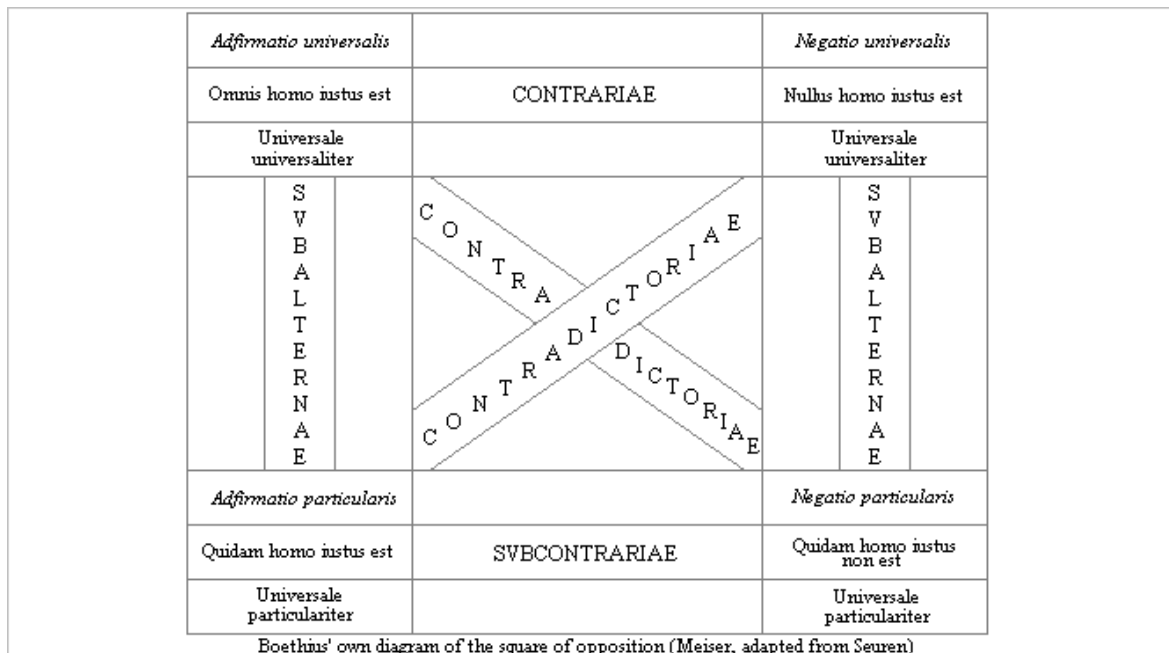 Adfirmatio universalis
Negatio universalis
Omnis homo iustus est
CONTRARIAE
Nullus homo iustus est
Universale
universaliter
Universale
universaliter
SVBALTERNAE
CONTRADICTORIAE
CONTRADICTORIAE
SVBALTERNAE
Adfirmatio particularis
Negatio particularis
Quidam homo iustus est
SVBCONTRARIAE
Quidam homo iustus
non est
Universale
particulariter
Universale
particulariter
Boethius' own diagram of the square of opposition (Meiser, adapted from Seuren)